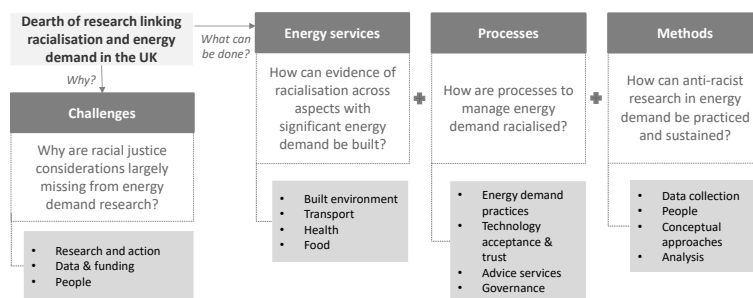 Dearth of research linking
racialisation and energy
demand in the UK
What can
be done?
Why?
Challenges
Why are racial justice
considerations largely
missing from energy
demand research?
• Research and action
• Data & funding
• People
Energy services
How can evidence of
racialisation across
aspects with
significant energy
demand be built?
• Built environment
• Transport
• Health
• Food
Processes
How are processes to
manage energy
demand racialised?
• Energy demand
practices
• Technology
acceptance &
trust
• Advice services
• Governance
Methods
How can anti-racist
research in energy
demand be practiced
and sustained?
• Data collection
• People
• Conceptual
approaches
• Analysis